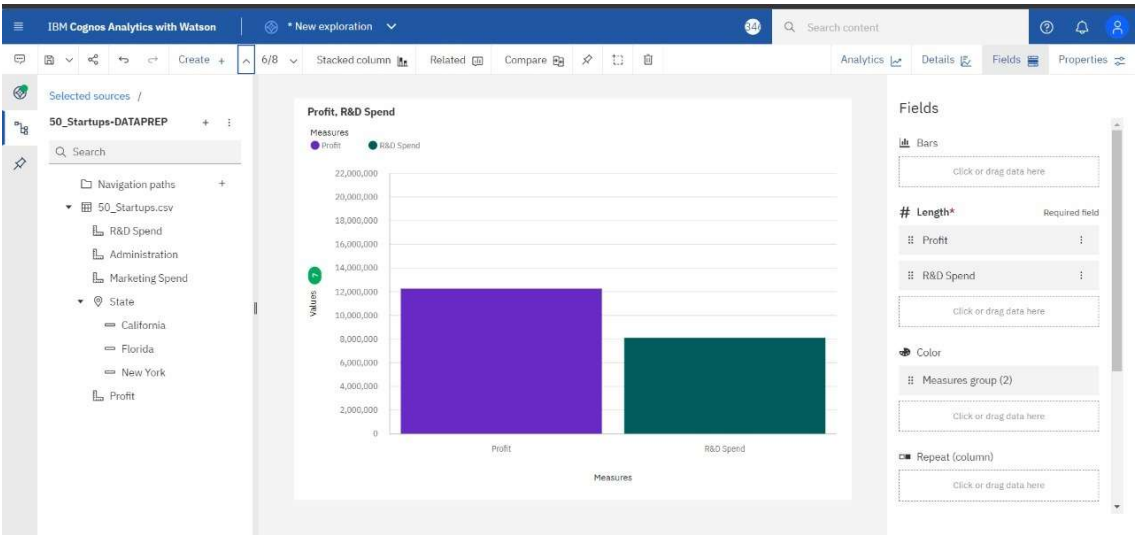 IBM Cognos Analytics with Watson
* New exploration
Search content
Create +
6/8
Stacked column
Related
Compare
Analytics
Details
Fields
Properties
Selected sources /
50_Startups-DATAPREP
Search
Navigation paths
50_Startups.csv
R&D Spend
Administration
Marketing Spend
State
California
Florida
New York
Profit
Profit, R&D Spend
Measures
Profit
R&D Spend
22,000,000
20,000,000
18,000,000
16,000,000
14,000,000
12,000,000
10,000,000
8,000,000
6,000,000
4,000,000
2,000,000
0
Values
Profit
R&D Spend
Measures
Fields
Bars
Click or drag data here
# Length* Required field
Profit
R&D Spend
Click or drag data here
Color
Measures group (2)
Click or drag data here
Repeat (column)
Click or drag data here